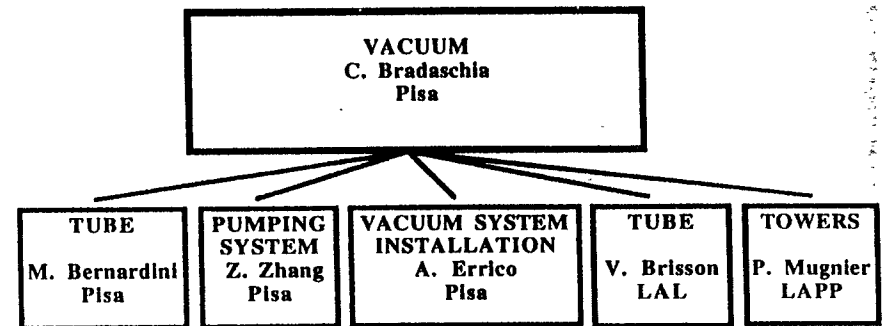 VACUUM
C. Bradaschia
Pisa
TUBE
M. Bernardini
Pisa
PUMPING
SYSTEM
Z. Zhang
Pisa
VACUUM SYSTEM
INSTALLATION
A. Errico
Pisa
TUBE
V. Brisson
LAL
TOWERS
P. Mugnier
LAPP